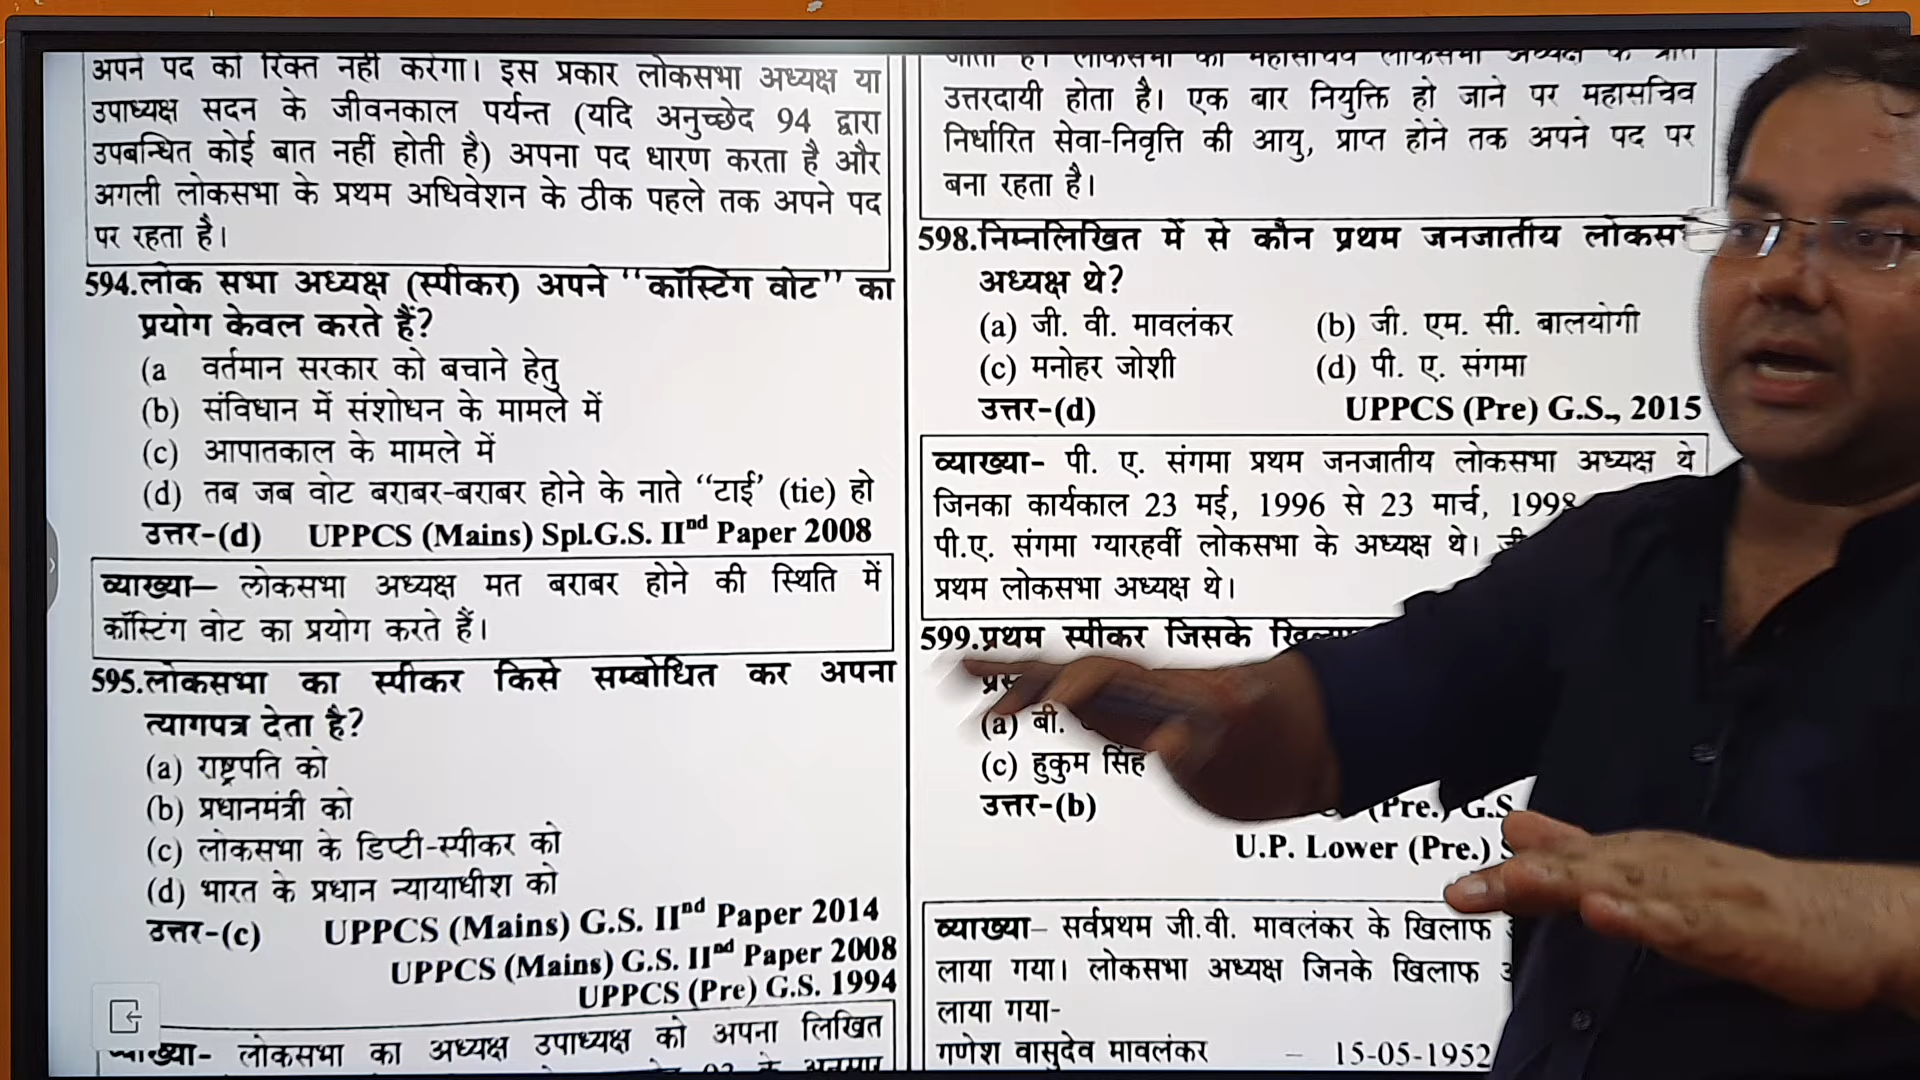 अपने पद को रिक्त नहीं करेगा। इस प्रकार लोकसभा अध्यक्ष या
उपाध्यक्ष सदन के जीवनकाल पर्यन्त (यदि अनुच्छेद 94 द्वारा
उपबन्धित कोई बात नहीं होती है) अपना पद धारण करता है और
अगली लोकसभा के प्रथम अधिवेशन के ठीक पहले तक अपने पद
पर रहता है।
594.लोक सभा अध्यक्ष (स्पीकर) अपने "कॉस्टिंग वोट" का
प्रयोग केवल करते हैं?
(a वर्तमान सरकार को बचाने हेतु
(b) संविधान में संशोधन के मामले में
(c) आपातकाल के मामले में
(d) तब जब वोट बराबर-बराबर होने के नाते "टाई' (tie) हो
उत्तर-(d) UPPCS (Mains) Spl.G.S. IInd Paper 2008
व्याख्या– लोकसभा अध्यक्ष मत बराबर होने की स्थिति में
कॉस्टिंग वोट का प्रयोग करते हैं।
595.लोकसभा का स्पीकर किसे सम्बोधित कर अपना
त्यागपत्र देता है?
(a) राष्ट्रपति को
(b) प्रधानमंत्री को
(c) लोकसभा के डिप्टी-स्पीकर को
(d) भारत के प्रधान न्यायाधीश को
उत्तर-(c) UPPCS (Mains) G.S. IInd Paper 2014
UPPCS (Mains) G.S. IInd Paper 2008
UPPCS (Pre) G.S. 1994
लोकसभा का अध्यक्ष उपाध्यक्ष को अपना लिखित
जाता है। लोकसभा का महासचिव लोकसभा अध्यक्ष के प्रति
उत्तरदायी होता है। एक बार नियुक्ति हो जाने पर महासचिव
निर्धारित सेवा-निवृत्ति की आयु, प्राप्त होने तक अपने पद पर
बना रहता है।
598.निम्नलिखित में से कौन प्रथम जनजातीय
अध्यक्ष थे?
(a) जी. वी. मावलंकर (b) जी. एम. सी. बालयोगी
(c) मनोहर जोशी (d) पी. ए. संगमा
उत्तर-(d) UPPCS (Pre) G.S., 2015
व्याख्या- पी. ए. संगमा प्रथम जनजातीय लोकसभा अध्यक्ष थे
जिनका कार्यकाल 23 मई, 1996 से 23 मार्च, 1998
पी.ए. संगमा ग्यारहवीं लोकसभा के अध्यक्ष थे।
प्रथम लोकसभा अध्यक्ष थे।
599.प्रथम स्पीकर जिसके
(a) बी.
(c) हुकुम सिंह
उत्तर-(b) (Pre.) G.S.
U.P. Lower (Pre.)
व्याख्या– सर्वप्रथम जी.वी. मावलंकर के खिलाफ
लाया गया। लोकसभा अध्यक्ष जिनके खिलाफ
लाया गया-
गणेश वासुदेव मावलंकर – 15-05-1952